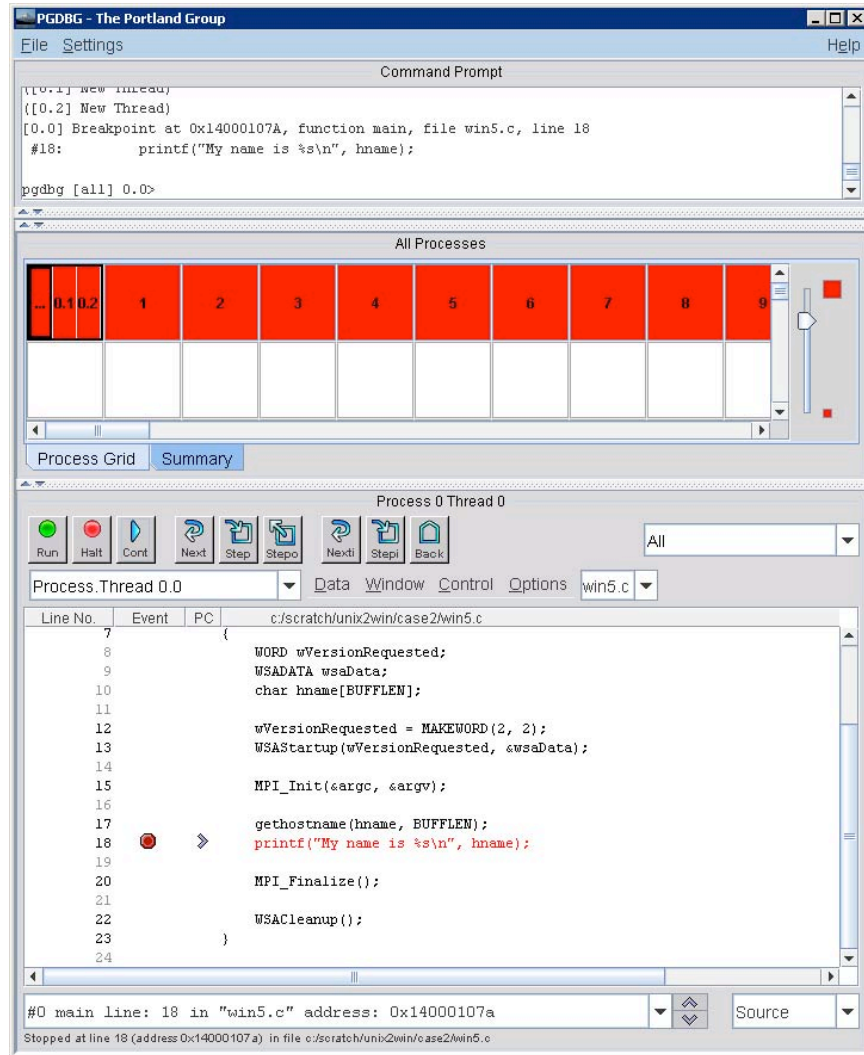 PGDBG - The Portland Group
File Settings Help
Command Prompt
([0.1] New Thread)
([0.2] New Thread)
[0.0] Breakpoint at 0x14000107A, function main, file win5.c, line 18
#18: printf("My name is %s\n", hname);
pgdbg [all] 0.0>
All Processes
... 0.1 0.2 1 2 3 4 5 6 7 8 9
Process Grid Summary
Process 0 Thread 0
Run Halt Cont Next Step Stepo Nexti Stepi Back All
Process.Thread 0.0 Data Window Control Options win5.c
Line No. Event PC c:/scratch/unix2win/case2/win5.c
7 {
8 WORD wVersionRequested;
9 WSADATA wsaData;
10 char hname[BUFFLEN];
11
12 wVersionRequested = MAKEWORD(2, 2);
13 WSAStartup(wVersionRequested, &wsaData);
14
15 MPI_Init(&argc, &argv);
16
17 gethostname(hname, BUFFLEN);
18 printf("My name is %s\n", hname);
19
20 MPI_Finalize();
21
22 WSACleanup();
23 }
24
#0 main line: 18 in "win5.c" address: 0x14000107a Source
Stopped at line 18 (address 0x14000107a) in file c:/scratch/unix2win/case2/win5.c